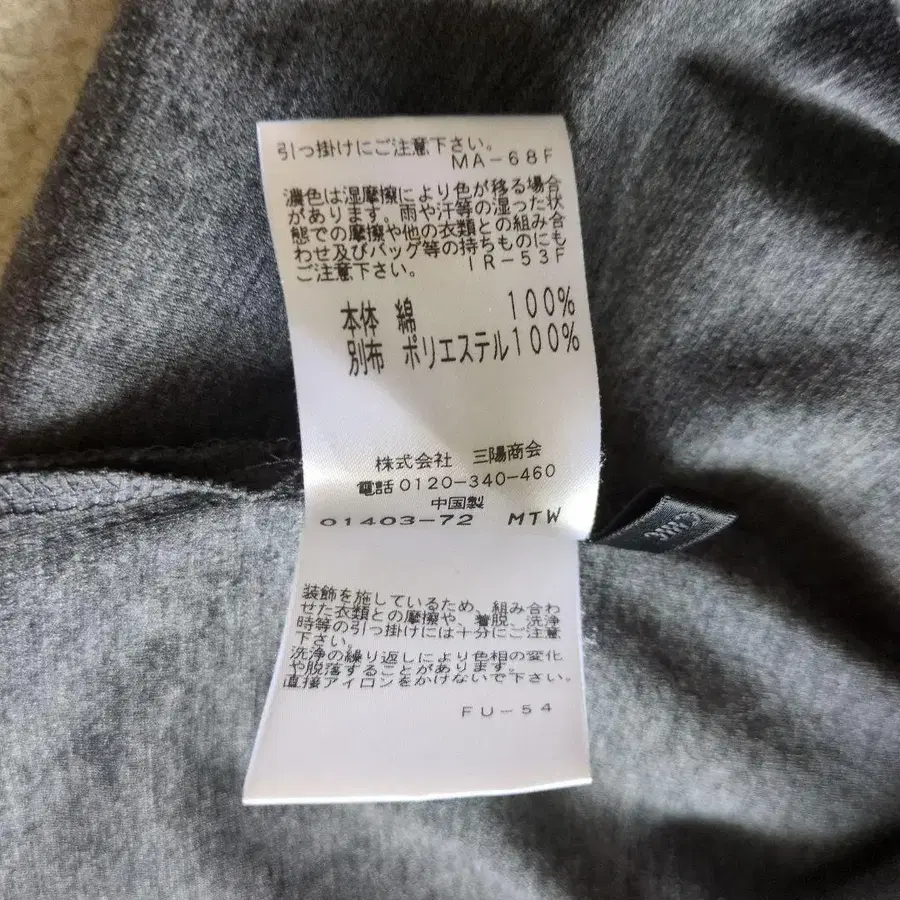 引っ掛けにご注意下さい。
MA-68F
濃色は湿摩擦により色が移る場合
があります。雨や汗等の湿った状
態での摩擦や他の衣類との組み合
わせ及びバッグ等の持ちものにも
ご注意下さい。 IR-53F
本体 綿 100%
別布 ポリエステル100%
株式会社 三陽商会
電話0120-340-460
中国製
01403-72 MTW
装飾を施しているため、組み合わ
せた衣類との摩擦や、着脱、洗浄
時等の引っ掛けには十分にご注意
下さい。
洗浄の繰り返しにより色相の変化
や脱落することがあります。
直接アイロンをかけないで下さい。
FU-54